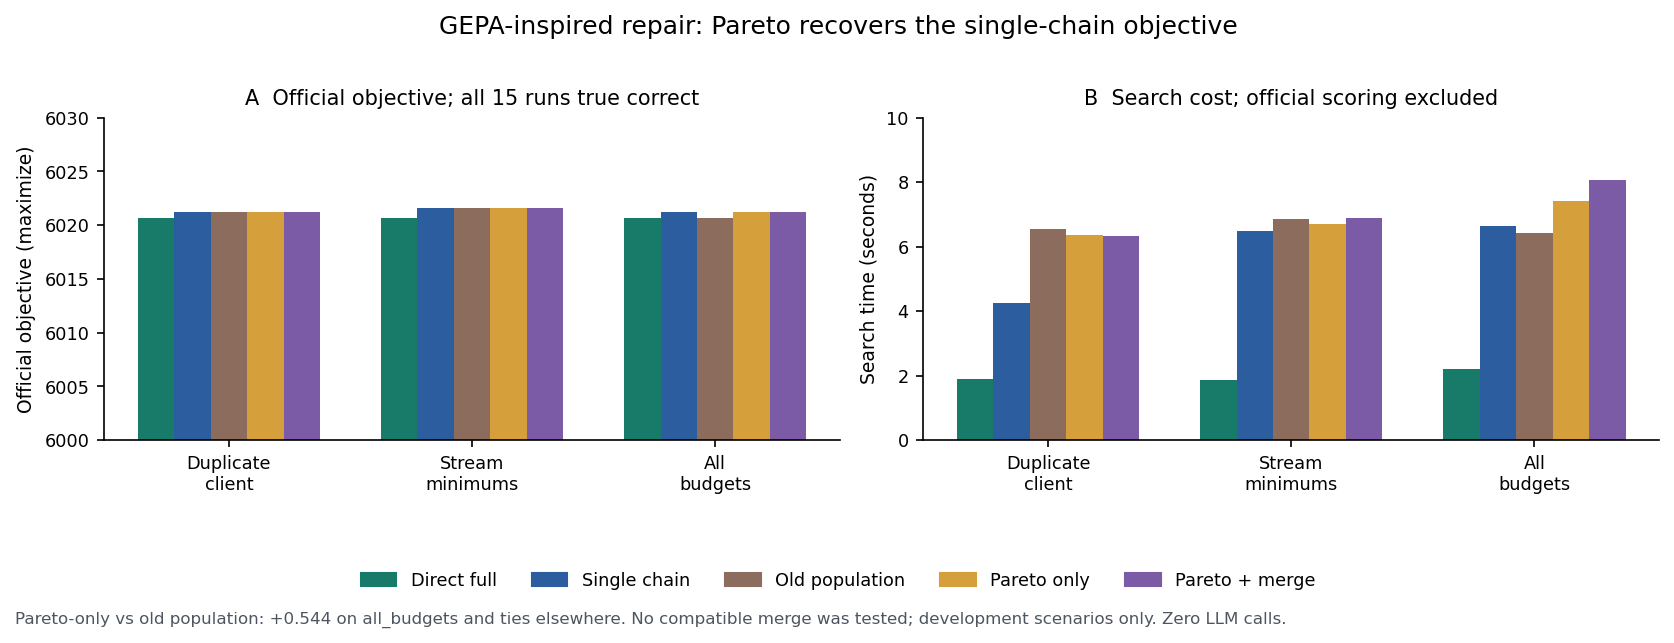 GEPA-inspired repair: Pareto recovers the single-chain objective
A Official objective; all 15 runs true correct
Official objective (maximize)
6030
6025
6020
6015
6010
6005
6000
Duplicate
client
Stream
minimums
All
budgets
B Search cost; official scoring excluded
Search time (seconds)
10
8
6
4
2
0
Duplicate
client
Stream
minimums
All
budgets
Direct full
Single chain
Old population
Pareto only
Pareto + merge
Pareto-only vs old population: +0.544 on all_budgets and ties elsewhere. No compatible merge was tested; development scenarios only. Zero LLM calls.